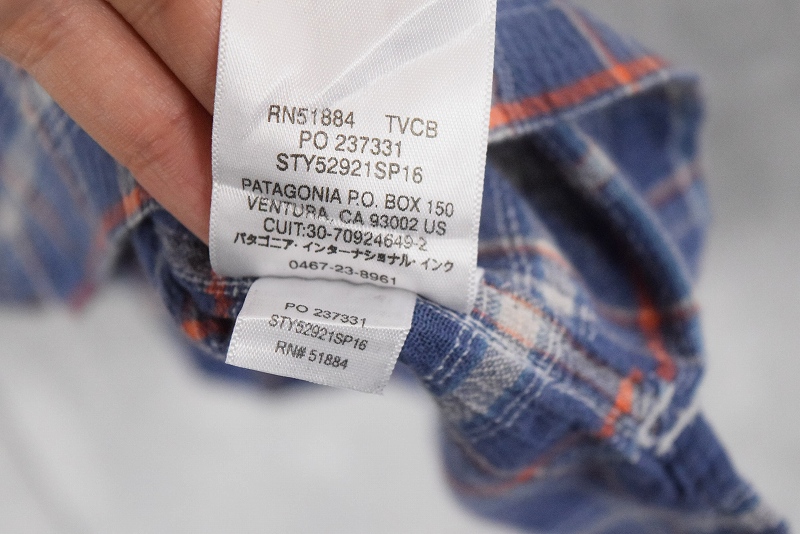 RN51884 TVCB
PO 237331
STY52921SP16
PATAGONIA P.O. BOX 150
VENTURA, CA 93002 US
CUIT:30-70924649-2
パタゴニア・インターナショナル・インク
0467-23-8961
PO 237331
STY52921SP16
RN# 51884